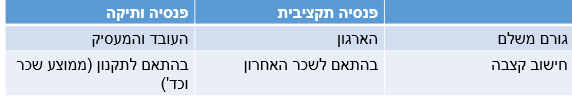 פנסיה תקציבית פנסיה ותיקה
גורם משלם הארגון העובד והמעסיק
חישוב קצבה בהתאם לשכר האחרון בהתאם לתקנון (ממוצע שכר
וכד')